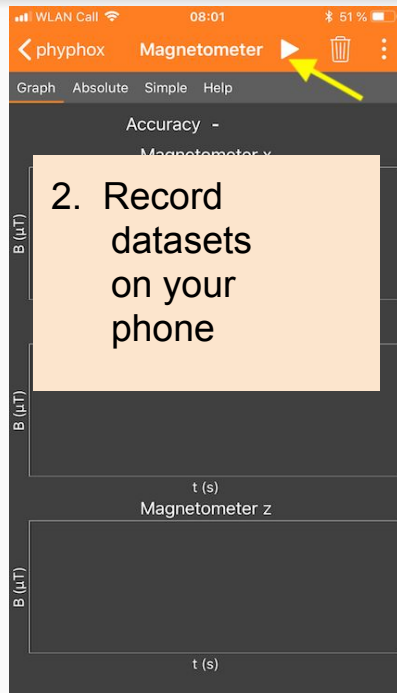 WLAN Call 08:01 51 %
phyphox Magnetometer
Graph Absolute Simple Help
Accuracy -
Magnetometer x
B (µT)
2. Record
datasets
on your
phone
B (µT)
t (s)
Magnetometer z
B (µT)
t (s)